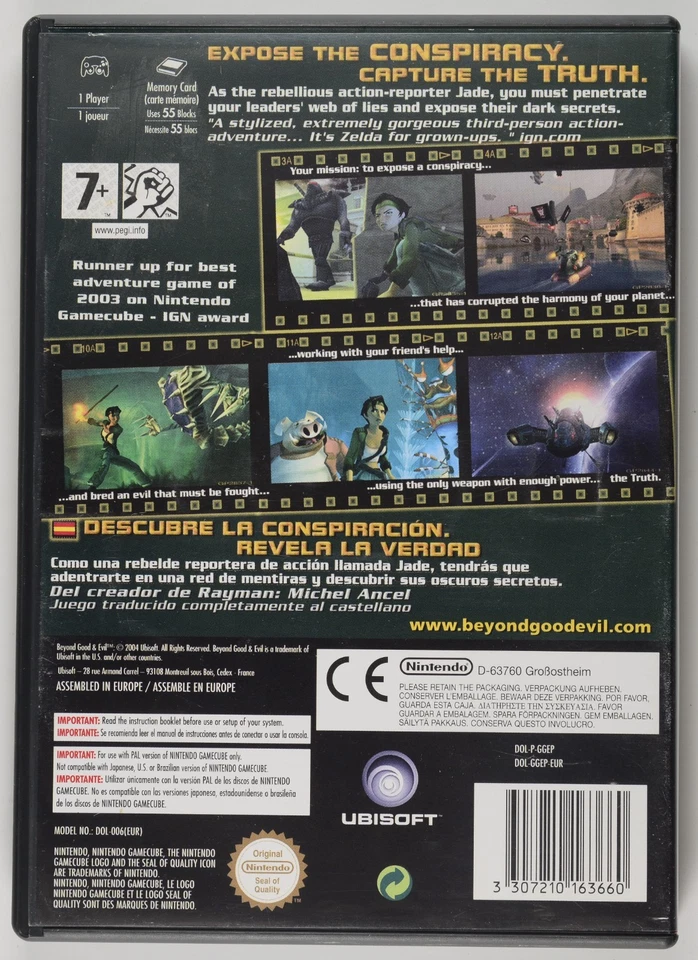 EXPOSE THE CONSPIRACY.
CAPTURE THE TRUTH.
1 Player
1 joueur
Memory Card
(carte mémoire)
Uses 55 Blocks
Nécessite 55 blocs
As the rebellious action-reporter Jade, you must penetrate
your leaders' web of lies and expose their dark secrets.
"A stylized, extremely gorgeous third-person action-
adventure... It's Zelda for grown-ups. " ign.com
7+
™
™
www.pegi.info
Runner up for best
adventure game of
2003 on Nintendo
Gamecube - IGN award
3A
4A
Your mission: to expose a conspiracy...
...that has corrupted the harmony of your planet...
10A
11A
12A
...working with your friend's help...
...and bred an evil that must be fought...
...using the only weapon with enough power... the Truth.
DESCUBRE LA CONSPIRACIÓN.
REVELA LA VERDAD
Como una rebelde reportera de acción llamada Jade, tendrás que
adentrarte en una red de mentiras y descubrir sus oscuros secretos.
Del creador de Rayman: Michel Ancel
Juego traducido completamente al castellano
www.beyondgoodevil.com
Beyond Good & Evil™: © 2004 Ubisoft. All Rights Reserved. Beyond Good & Evil is a trademark of
Ubisoft in the U.S. and/or other countries.
Ubisoft – 28 rue Armand Carrel – 93108 Montreuil sous Bois, Cedex - France
ASSEMBLED IN EUROPE / ASSEMBLE EN EUROPE
CE
Nintendo®
D-63760 Großostheim
PLEASE RETAIN THE PACKAGING. VERPACKUNG AUFHEBEN.
CONSERVER L'EMBALLAGE. BEWAAR DEZE VERPAKKING. POR FAVOR,
GUARDA ESTA CAJA. ΔΙΑΤΗΡΗΣΤΕ ΤΗΝ ΣΥΣΚΕΥΑΣΙΑ. FAVOR
GUARDAR A EMBALAGEM. SPARA FÖRPACKNINGEN. GEM EMBALLAGEN.
SÄILYTÄ PAKKAUS. CONSERVA QUESTO INVOLUCRO.
IMPORTANT: Read the instruction booklet before use or setup of your system.
IMPORTANTE: Se recomienda leer el manual de instrucciones antes de conectar o usar la consola.
IMPORTANT: For use with PAL version of NINTENDO GAMECUBE only.
Not compatible with Japanese, U.S. or Brazilian version of NINTENDO GAMECUBE.
IMPORTANTE: Utilizar únicamente con la versión PAL de los discos de NINTENDO
GAMECUBE. No es compatible con las versiones japonesa, estadounidense o brasileña
de los discos de NINTENDO GAMECUBE.
DOL-P-GGEP
DOL-GGEP-EUR
UBISOFT™
MODEL NO.: DOL-006(EUR)
NINTENDO, NINTENDO GAMECUBE, THE NINTENDO
GAMECUBE LOGO AND THE SEAL OF QUALITY ICON
ARE TRADEMARKS OF NINTENDO.
NINTENDO, NINTENDO GAMECUBE, LE LOGO
NINTENDO GAMECUBE ET LE LOGO SEAL OF
QUALITY SONT DES MARQUES DE NINTENDO.
Original
Nintendo®
Seal of
Quality
™
3 307210 163660